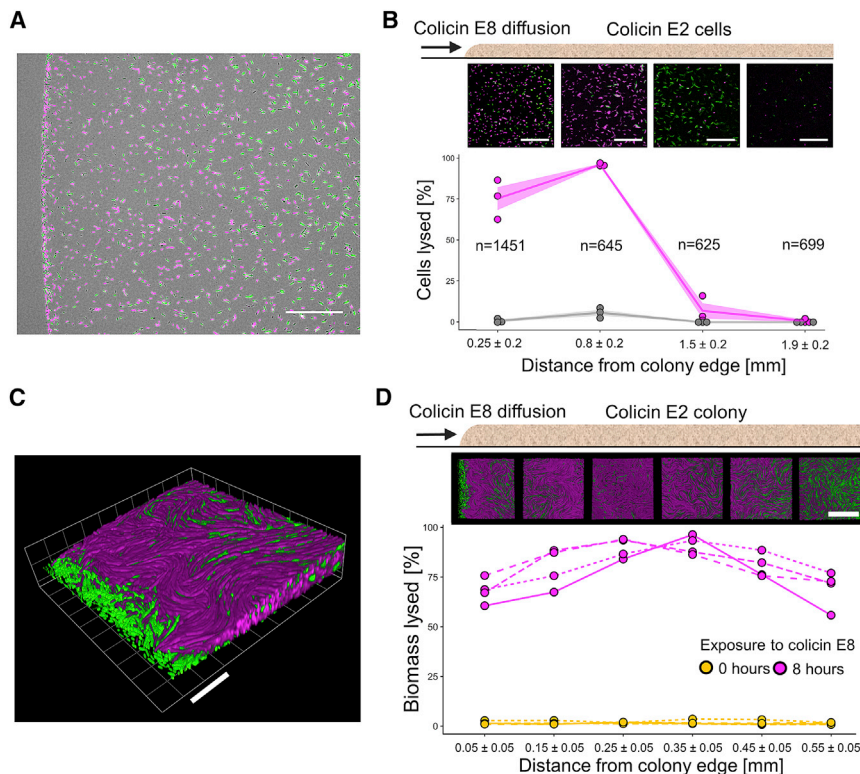 A
B
Colicin E8 diffusion
Colicin E2 cells
Cells lysed [%]
75
50
25
0
n=1451
n=645
n=625
n=699
0.25 ± 0.2
0.8 ± 0.2
1.5 ± 0.2
1.9 ± 0.2
Distance from colony edge [mm]
C
D
Colicin E8 diffusion
Colicin E2 colony
Biomass lysed [%]
100
75
50
25
0
Exposure to colicin E8
0 hours
8 hours
0.05 ± 0.05
0.15 ± 0.05
0.25 ± 0.05
0.35 ± 0.05
0.45 ± 0.05
0.55 ± 0.05
Distance from colony edge [mm]